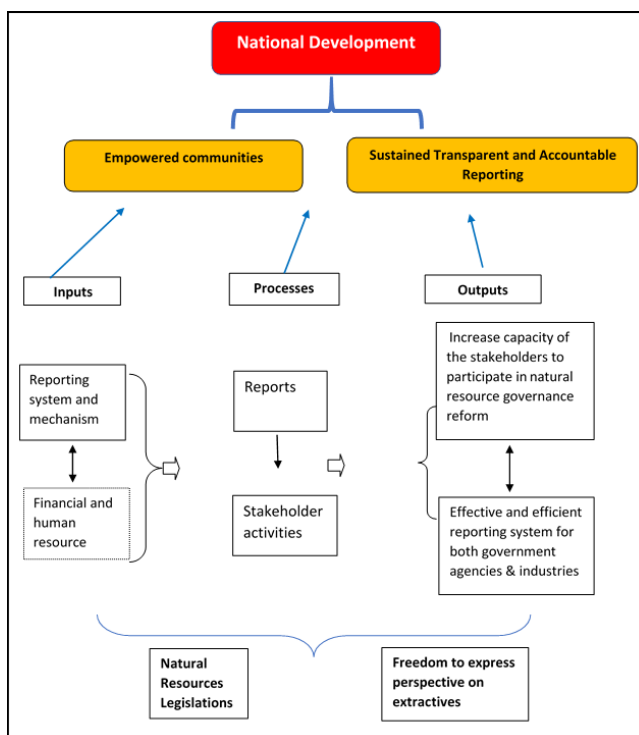 National Development
Empowered communities
Sustained Transparent and Accountable
Reporting
Inputs
Processes
Outputs
Reporting
system and
mechanism
Financial and
human
resource
Reports
Stakeholder
activities
Increase capacity of
the stakeholders to
participate in natural
resource governance
reform
Effective and efficient
reporting system for
both government
agencies & industries
Natural
Resources
Legislations
Freedom to express
perspective on
extractives